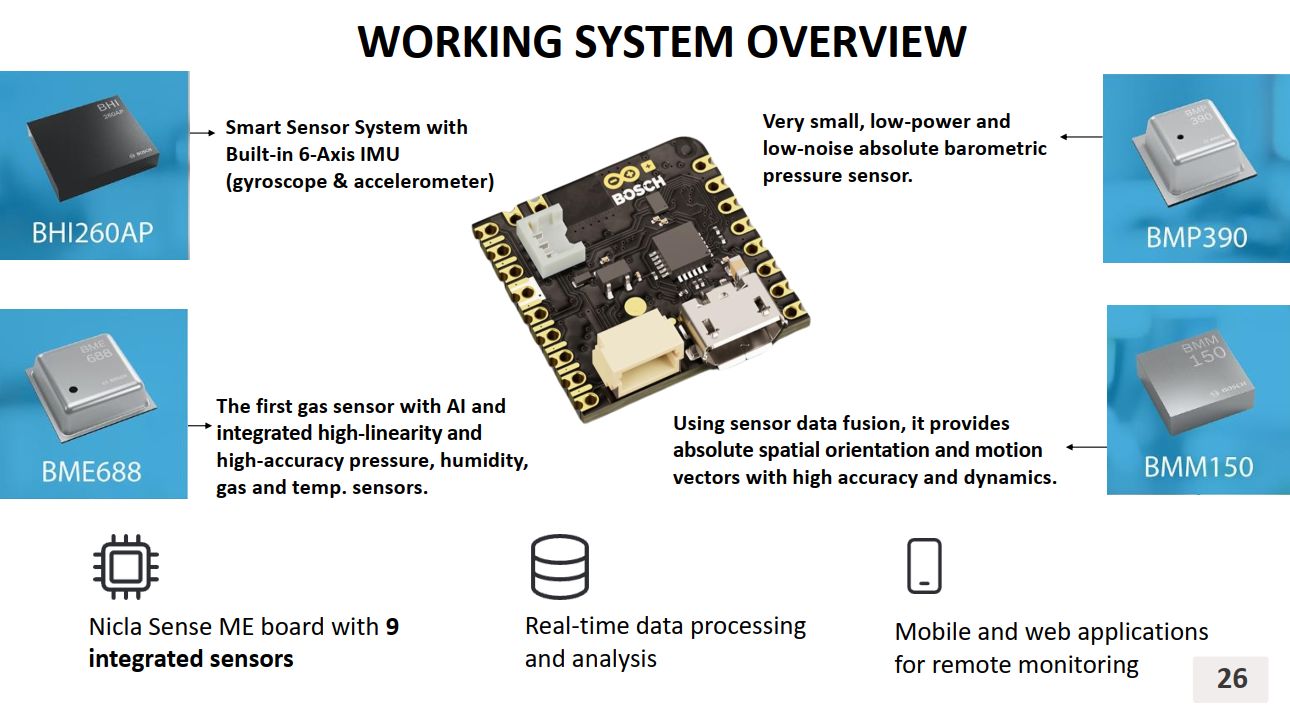 WORKING SYSTEM OVERVIEW
BHI
260AP
BOSCH
BHI260AP
Smart Sensor System with
Built-in 6-Axis IMU
(gyroscope & accelerometer)
BOSCH
Very small, low-power and
low-noise absolute barometric
pressure sensor.
BMP
390
BOSCH
BMP390
BME
688
BOSCH
BME688
The first gas sensor with AI and
integrated high-linearity and
high-accuracy pressure, humidity,
gas and temp. sensors.
Using sensor data fusion, it provides
absolute spatial orientation and motion
vectors with high accuracy and dynamics.
BMM
150
BOSCH
BMM150
Nicla Sense ME board with 9
integrated sensors
Real-time data processing
and analysis
Mobile and web applications
for remote monitoring
26